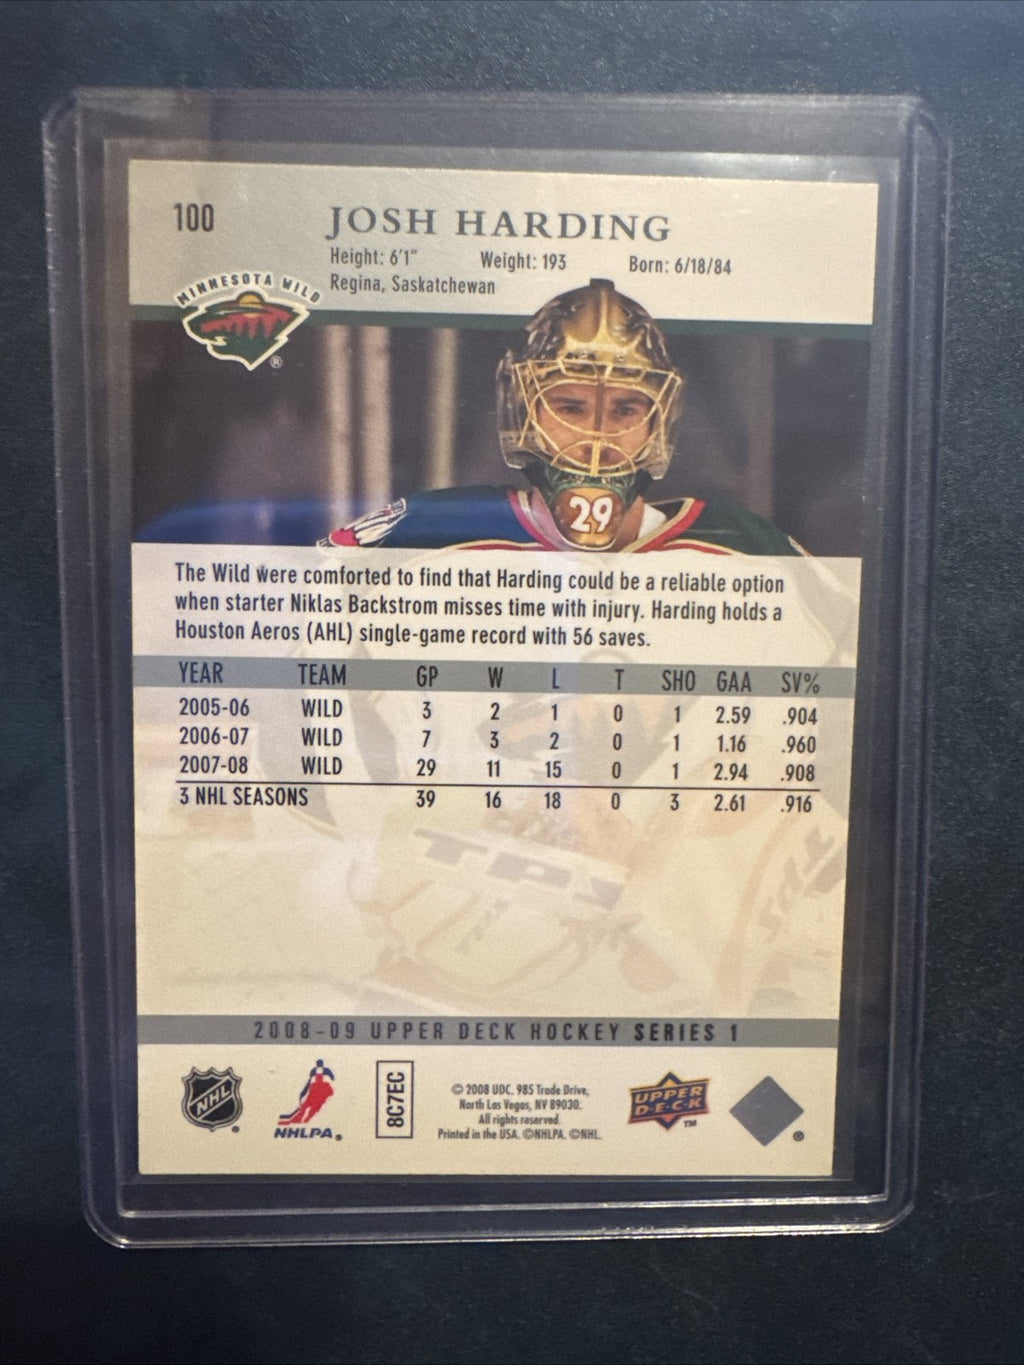 100
JOSH HARDING
Height: 6'1" Weight: 193 Born: 6/18/84
Regina, Saskatchewan
MINNESOTA WILD
®
29
The Wild were comforted to find that Harding could be a reliable option
when starter Niklas Backstrom misses time with injury. Harding holds a
Houston Aeros (AHL) single-game record with 56 saves.
YEAR TEAM GP W L T SHO GAA SV%
2005-06 WILD 3 2 1 0 1 2.59 .904
2006-07 WILD 7 3 2 0 1 1.16 .960
2007-08 WILD 29 11 15 0 1 2.94 .908
3 NHL SEASONS 39 16 18 0 3 2.61 .916
TPS
TPS
2008-09 UPPER DECK HOCKEY SERIES 1
NHL
®
NHLPA®
8C7EC
© 2008 UDC. 985 Trade Drive,
North Las Vegas, NV 89030.
All rights reserved.
Printed in the USA. ©NHLPA. ©NHL.
UPPER
D·E·C·K
™
®